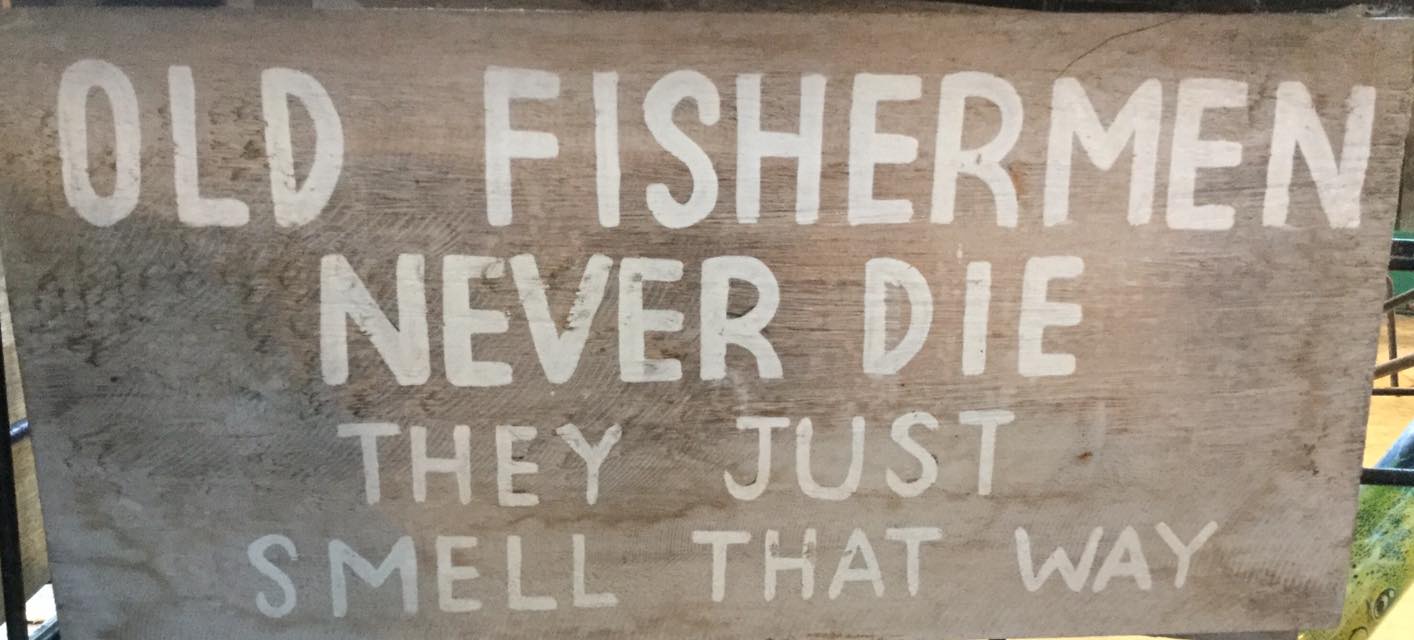 OLD FISHERMEN
NEVER DIE
THEY JUST
SMELL THAT WAY